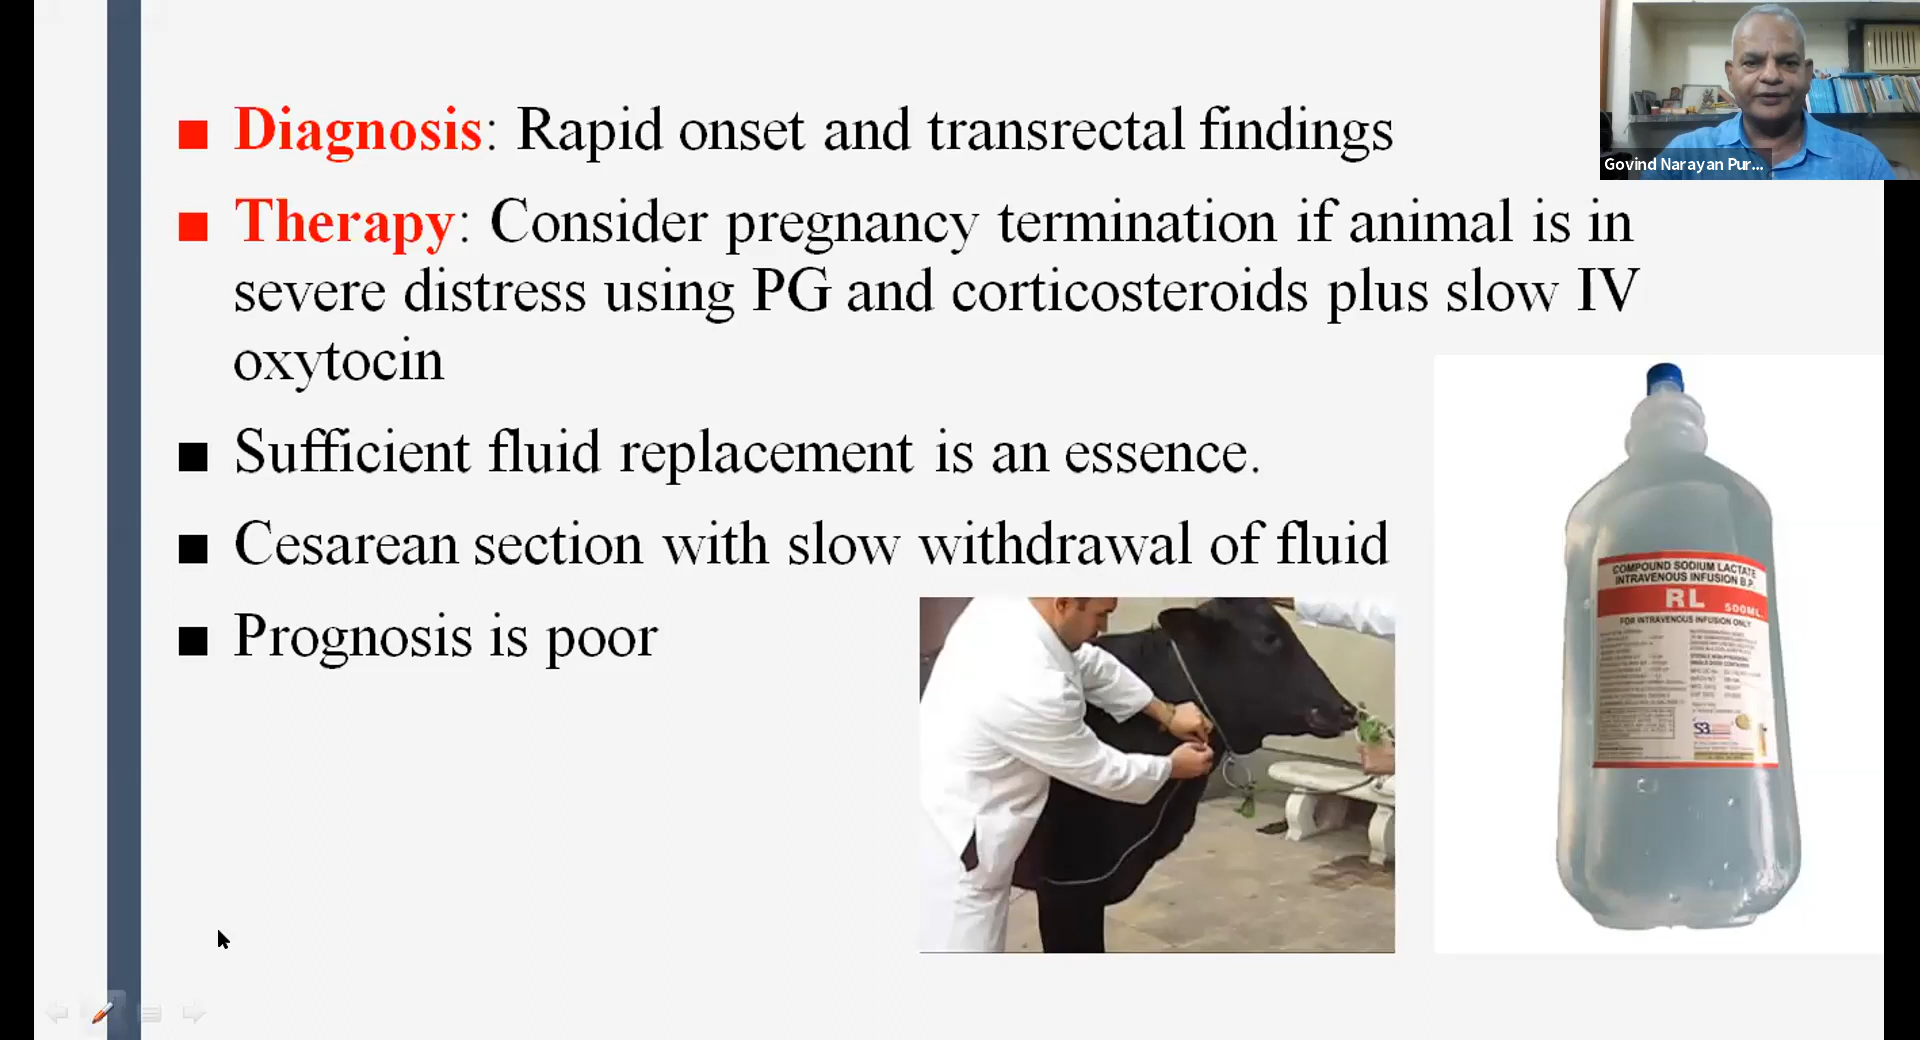 Diagnosis: Rapid onset and transrectal findings
Therapy: Consider pregnancy termination if animal is in
severe distress using PG and corticosteroids plus slow IV
oxytocin
Sufficient fluid replacement is an essence.
Cesarean section with slow withdrawal of fluid
Prognosis is poor
Govind Narayan Pur...
COMPOUND SODIUM LACTATE
INTRAVENOUS INFUSION B.P.
RL 500ML.
FOR INTRAVENOUS INFUSION ONLY